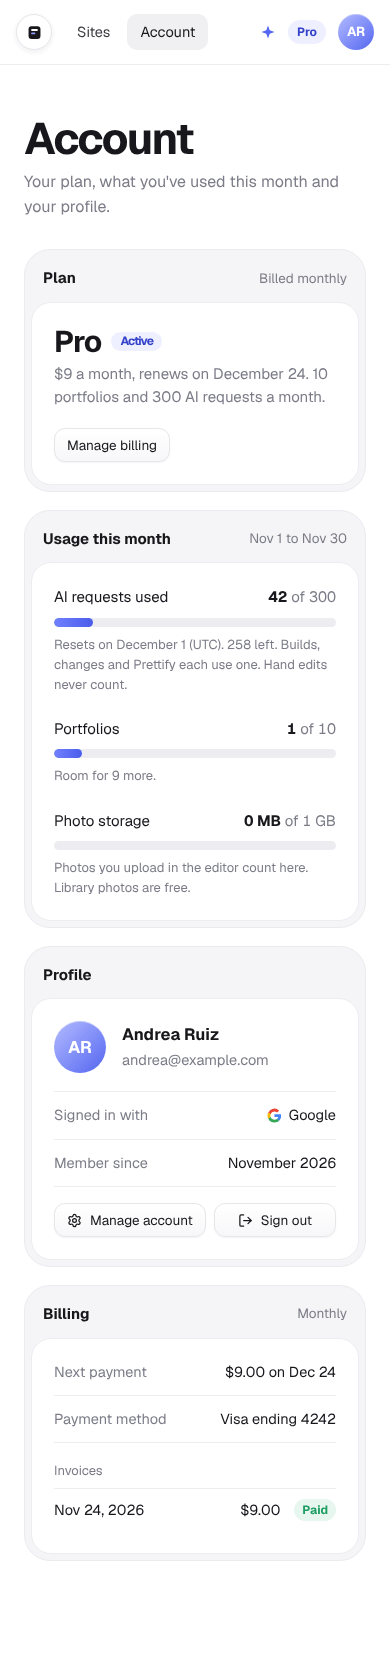 Sites
Account
Pro
AR
Account
Your plan, what you've used this month and
your profile.
Plan
Billed monthly
Pro
Active
$9 a month, renews on December 24. 10
portfolios and 300 AI requests a month.
Manage billing
Usage this month
Nov 1 to Nov 30
AI requests used
42 of 300
Resets on December 1 (UTC). 258 left. Builds,
changes and Prettify each use one. Hand edits
never count.
Portfolios
1 of 10
Room for 9 more.
Photo storage
0 MB of 1 GB
Photos you upload in the editor count here.
Library photos are free.
Profile
AR
Andrea Ruiz
andrea@example.com
Signed in with
Google
Member since
November 2026
Manage account
Sign out
Billing
Monthly
Next payment
$9.00 on Dec 24
Payment method
Visa ending 4242
Invoices
Nov 24, 2026
$9.00
Paid